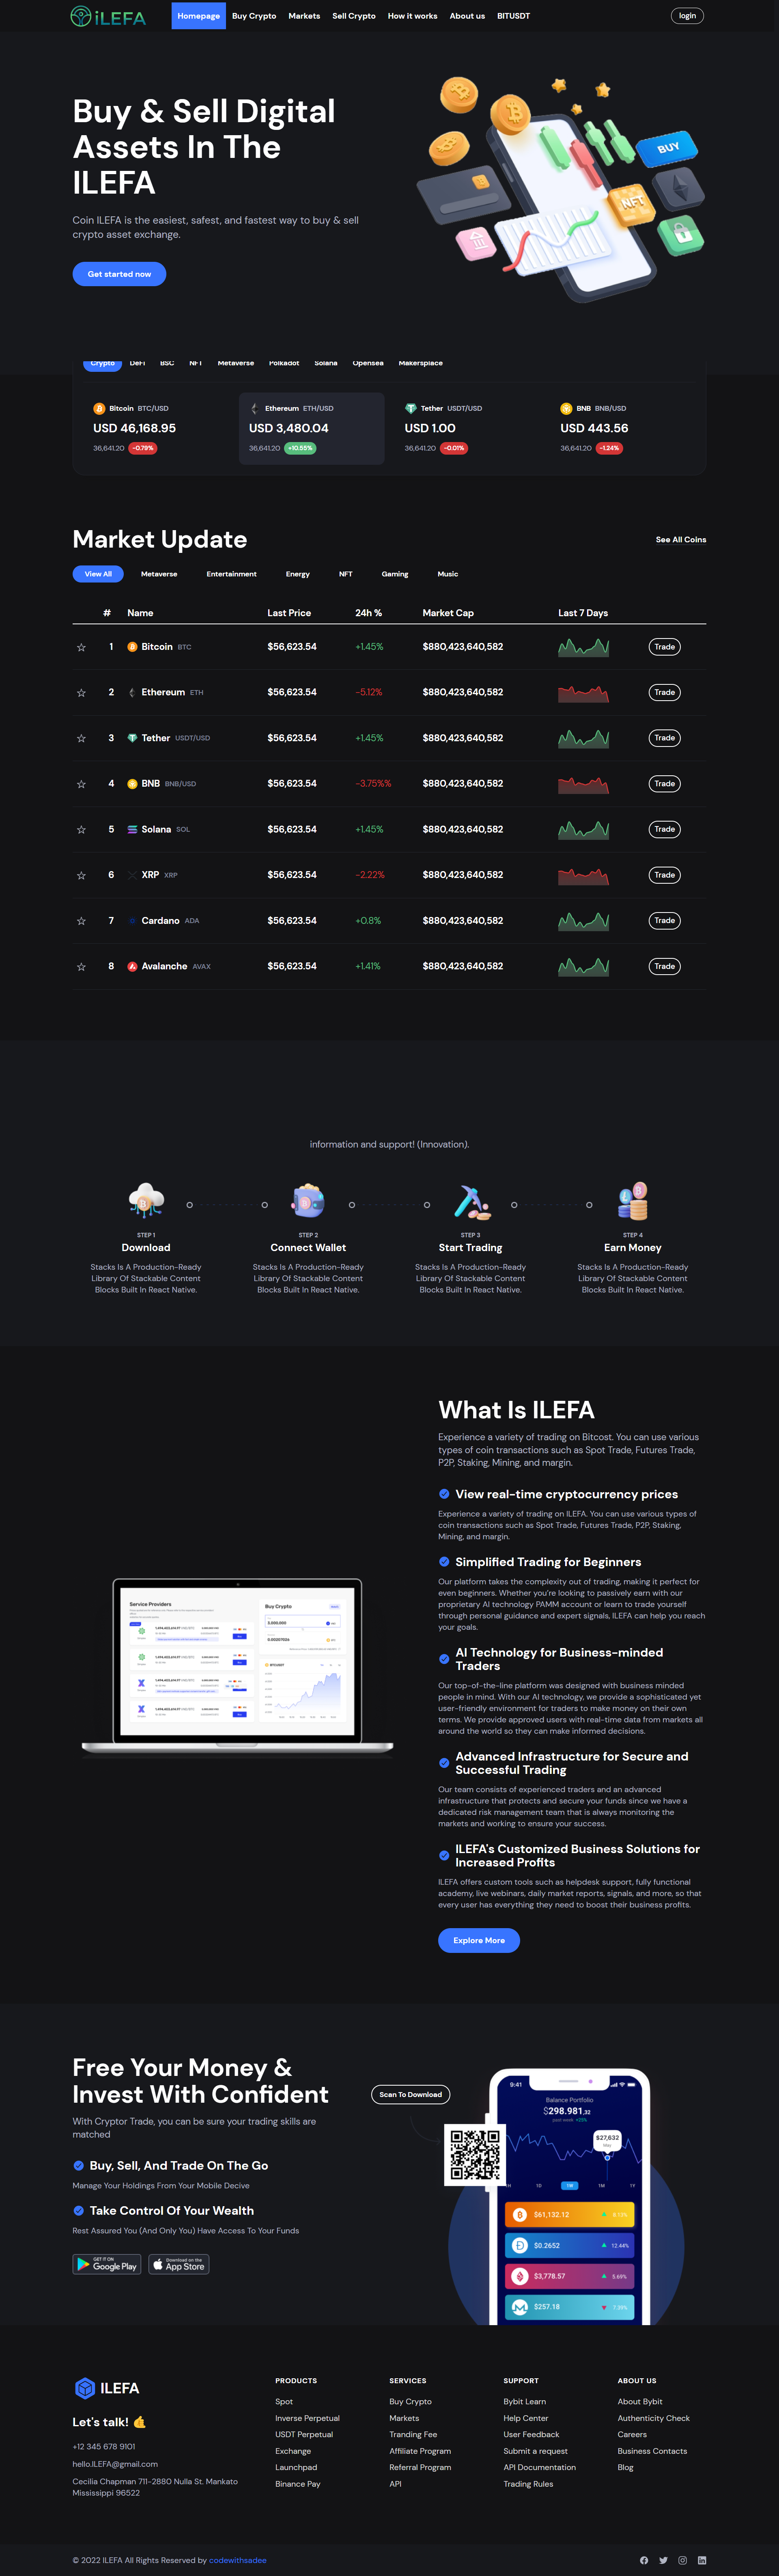 iLEFA
Homepage Buy Crypto Markets Sell Crypto How it works About us BITUSDT
login
Buy & Sell Digital
Assets In The
ILEFA
Coin ILEFA is the easiest, safest, and fastest way to buy & sell
crypto asset exchange.
Get started now
BUY
NFT
Crypto DeFi BSC NFT Metaverse Polkadot Solana Opensea Makersplace
Bitcoin BTC/USD
USD 46,168.95
36,641.20 -0.79%
Ethereum ETH/USD
USD 3,480.04
36,641.20 +10.55%
Tether USDT/USD
USD 1.00
36,641.20 -0.01%
BNB BNB/USD
USD 443.56
36,641.20 -1.24%
Market Update
See All Coins
View All Metaverse Entertainment Energy NFT Gaming Music
# Name Last Price 24h % Market Cap Last 7 Days
1 Bitcoin BTC $56,623.54 +1.45% $880,423,640,582 Trade
2 Ethereum ETH $56,623.54 -5.12% $880,423,640,582 Trade
3 Tether USDT/USD $56,623.54 +1.45% $880,423,640,582 Trade
4 BNB BNB/USD $56,623.54 -3.75%% $880,423,640,582 Trade
5 Solana SOL $56,623.54 +1.45% $880,423,640,582 Trade
6 XRP XRP $56,623.54 -2.22% $880,423,640,582 Trade
7 Cardano ADA $56,623.54 +0.8% $880,423,640,582 Trade
8 Avalanche AVAX $56,623.54 +1.41% $880,423,640,582 Trade
information and support! (Innovation).
STEP 1
Download
Stacks Is A Production-Ready
Library Of Stackable Content
Blocks Built In React Native.
STEP 2
Connect Wallet
Stacks Is A Production-Ready
Library Of Stackable Content
Blocks Built In React Native.
STEP 3
Start Trading
Stacks Is A Production-Ready
Library Of Stackable Content
Blocks Built In React Native.
STEP 4
Earn Money
Stacks Is A Production-Ready
Library Of Stackable Content
Blocks Built In React Native.
Service Providers
Buy Crypto
What Is ILEFA
Experience a variety of trading on Bitcost. You can use various
types of coin transactions such as Spot Trade, Futures Trade,
P2P, Staking, Mining, and margin.
View real-time cryptocurrency prices
Experience a variety of trading on ILEFA. You can use various types of
coin transactions such as Spot Trade, Futures Trade, P2P, Staking,
Mining, and margin.
Simplified Trading for Beginners
Our platform takes the complexity out of trading, making it perfect for
even beginners. Whether you're looking to passively earn with our
proprietary AI technology PAMM account or learn to trade yourself
through personal guidance and expert signals, ILEFA can help you reach
your goals.
AI Technology for Business-minded
Traders
Our top-of-the-line platform was designed with business minded
people in mind. With our AI technology, we provide a sophisticated yet
user-friendly environment for traders to make money on their own
terms. We provide approved users with real-time data from markets all
around the world so they can make informed decisions.
Advanced Infrastructure for Secure and
Successful Trading
Our team consists of experienced traders and an advanced
infrastructure that protects and secure your funds since we have a
dedicated risk management team that is always monitoring the
markets and working to ensure your success.
ILEFA's Customized Business Solutions for
Increased Profits
ILEFA offers custom tools such as helpdesk support, fully functional
academy, live webinars, daily market reports, signals, and more, so that
every user has everything they need to boost their business profits.
Explore More
Free Your Money &
Invest With Confident
With Cryptor Trade, you can be sure your trading skills are
matched
Buy, Sell, And Trade On The Go
Manage Your Holdings From Your Mobile Decive
Take Control Of Your Wealth
Rest Assured You (And Only You) Have Access To Your Funds
GET IT ON
Google Play
Download on the
App Store
Scan To Download
9:41
Balance Portfolio
$298.981,32
past week +25%
$27,632
May
1D 1W 1M 1Y
$61,132.12
$0.2652 12.44%
$3,778.57 5.69%
$257.18 7.39%
ILEFA
Let's talk!
+12 345 678 9101
hello.ILEFA@gmail.com
Cecilia Chapman 711-2880 Nulla St. Mankato
Mississippi 96522
PRODUCTS
Spot
Inverse Perpetual
USDT Perpetual
Exchange
Launchpad
Binance Pay
SERVICES
Buy Crypto
Markets
Tranding Fee
Affiliate Program
Referral Program
API
SUPPORT
Bybit Learn
Help Center
User Feedback
Submit a request
API Documentation
Trading Rules
ABOUT US
About Bybit
Authenticity Check
Careers
Business Contacts
Blog
© 2022 ILEFA All Rights Reserved by codewithsadee